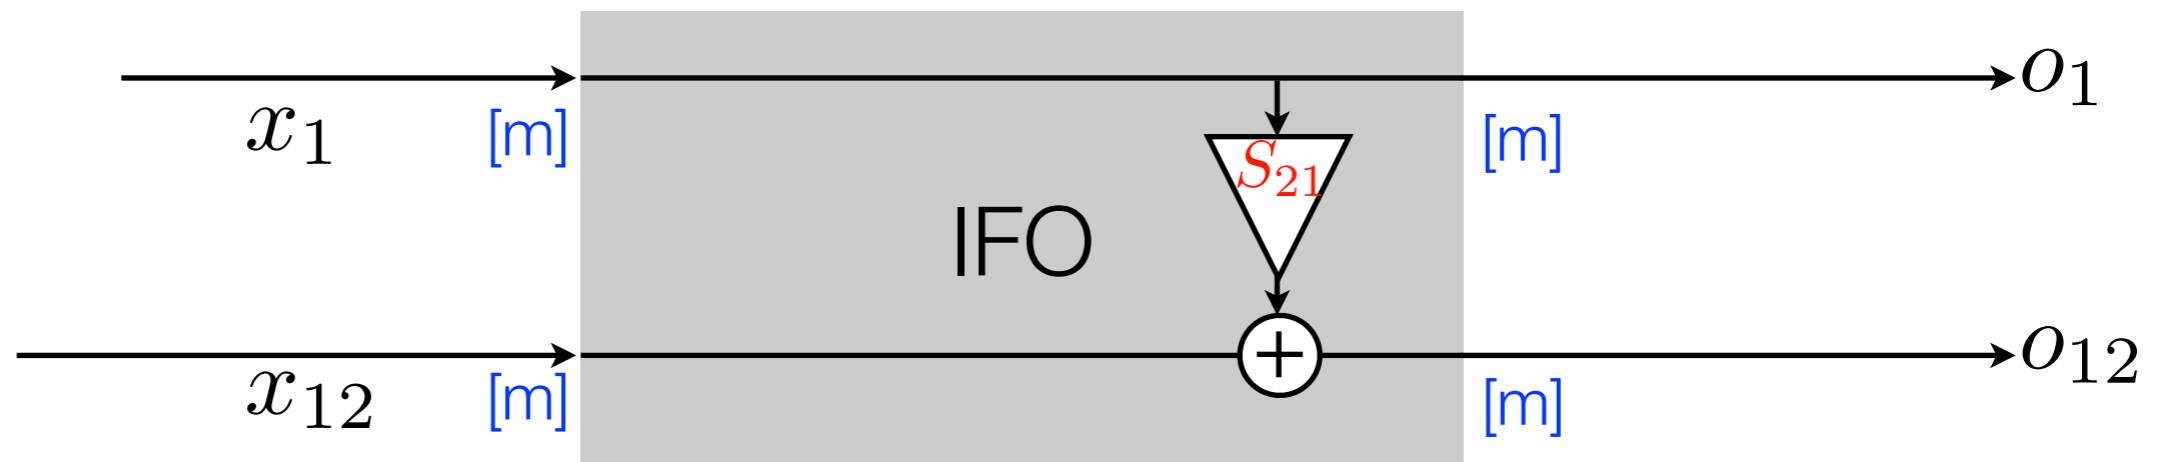 o₁
x₁ [m] [m]
S₂₁
IFO
+
o₁₂
x₁₂ [m] [m]